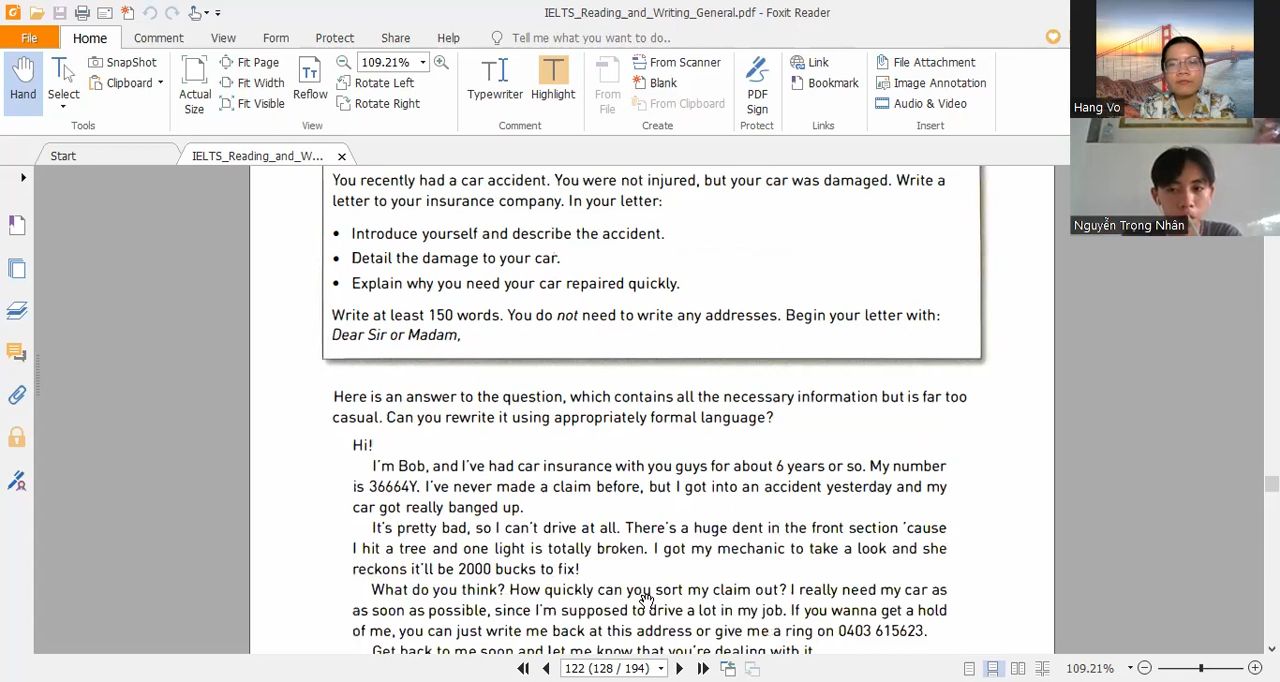 IELTS_Reading_and_Writing_General.pdf - Foxit Reader
File
Home
Comment
View
Form
Protect
Share
Help
Tell me what you want to do..
Hand
Select
SnapShot
Clipboard
Actual
Size
Fit Page
Fit Width
Fit Visible
Reflow
109.21%
Rotate Left
Rotate Right
Typewriter
Highlight
From
File
From Scanner
Blank
From Clipboard
PDF
Sign
Link
Bookmark
File Attachment
Image Annotation
Audio & Video
Tools
View
Comment
Create
Protect
Links
Insert
Hang Vo
Nguyễn Trọng Nhân
Start
IELTS_Reading_and_W...
You recently had a car accident. You were not injured, but your car was damaged. Write a
letter to your insurance company. In your letter:
• Introduce yourself and describe the accident.
• Detail the damage to your car.
• Explain why you need your car repaired quickly.
Write at least 150 words. You do not need to write any addresses. Begin your letter with:
Dear Sir or Madam,
Here is an answer to the question, which contains all the necessary information but is far too
casual. Can you rewrite it using appropriately formal language?
Hi!
I'm Bob, and I've had car insurance with you guys for about 6 years or so. My number
is 36664Y. I've never made a claim before, but I got into an accident yesterday and my
car got really banged up.
It's pretty bad, so I can't drive at all. There's a huge dent in the front section 'cause
I hit a tree and one light is totally broken. I got my mechanic to take a look and she
reckons it'll be 2000 bucks to fix!
What do you think? How quickly can you sort my claim out? I really need my car as
as soon as possible, since I'm supposed to drive a lot in my job. If you wanna get a hold
of me, you can just write me back at this address or give me a ring on 0403 615623.
Get back to me soon and let me know that you're dealing with it.
122 (128 / 194)
109.21%